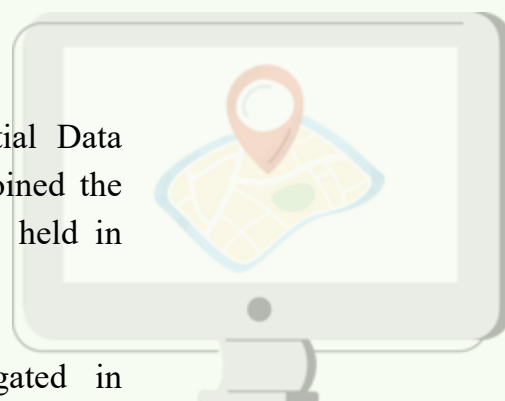 tial Data
oined the
held in
gated in